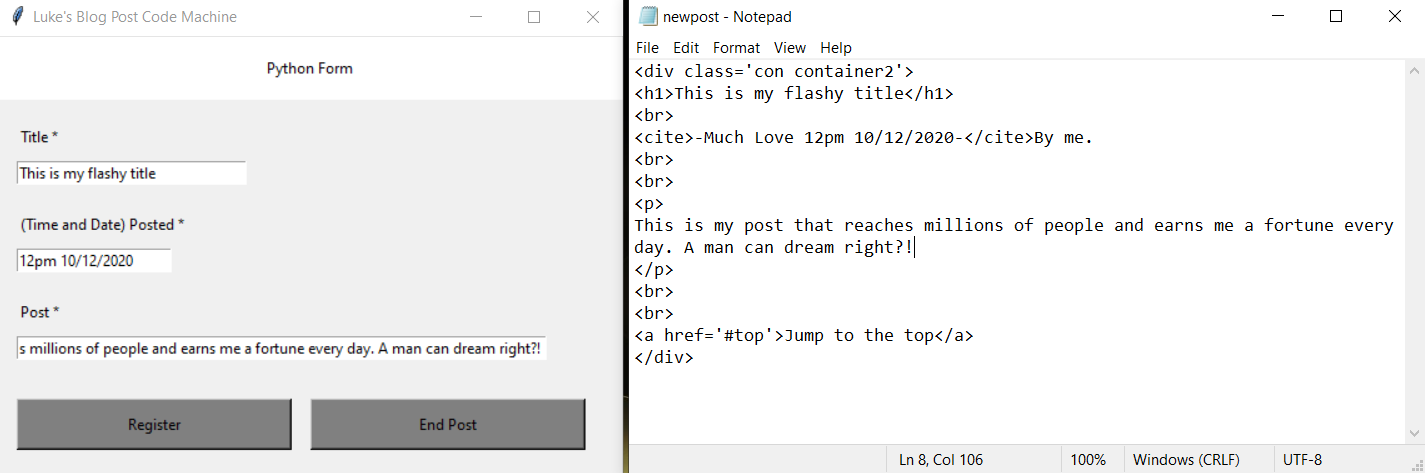 Luke's Blog Post Code Machine
Python Form
Title *
This is my flashy title
(Time and Date) Posted *
12pm 10/12/2020
Post *
s millions of people and earns me a fortune every day. A man can dream right?!
Register
End Post
newpost - Notepad
File Edit Format View Help
<div class='con container2'>
<h1>This is my flashy title</h1>
<br>
<cite>-Much Love 12pm 10/12/2020-</cite>By me.
<br>
<br>
<p>
This is my post that reaches millions of people and earns me a fortune every
day. A man can dream right?!
</p>
<br>
<br>
<a href='#top'>Jump to the top</a>
</div>
Ln 8, Col 106 100% Windows (CRLF) UTF-8